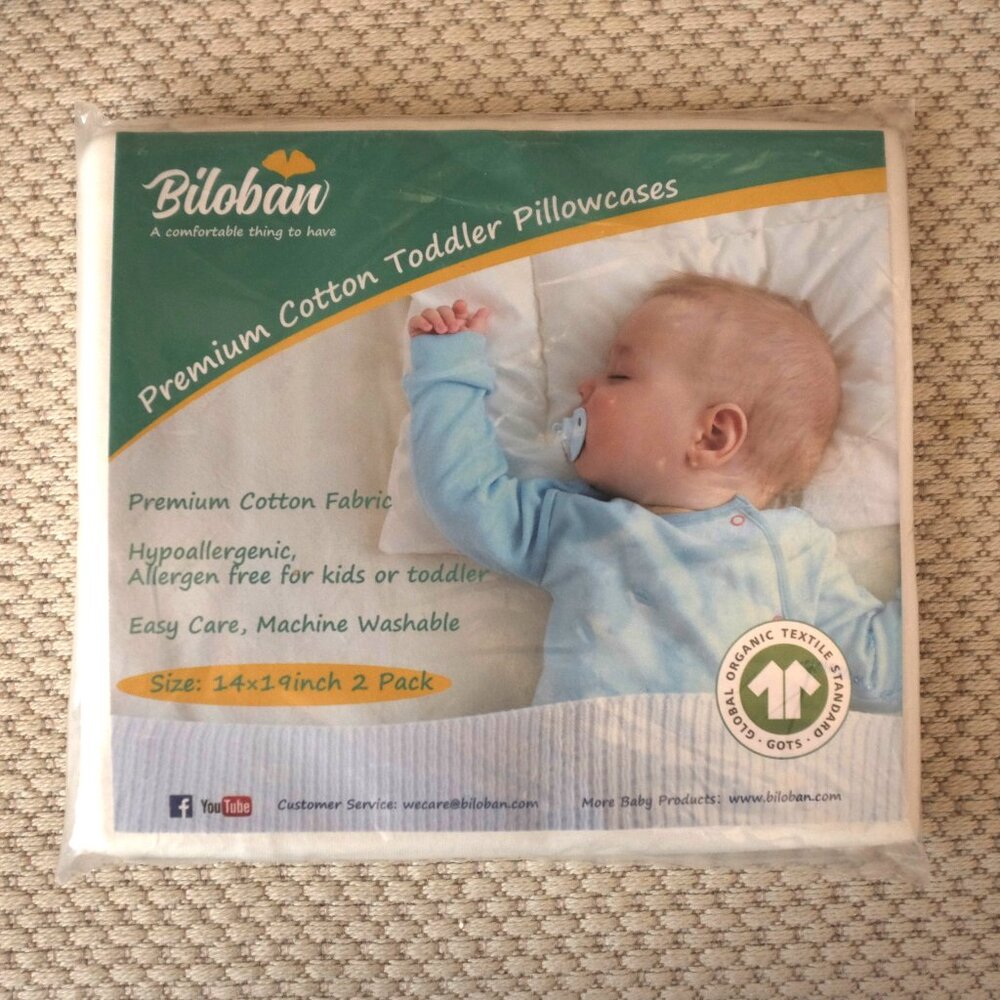 Biloban
A comfortable thing to have
Premium Cotton Toddler Pillowcases
Premium Cotton Fabric
Hypoallergenic,
Allergen free for kids or toddler
Easy Care, Machine Washable
Size: 14x19inch 2 Pack
GLOBAL ORGANIC TEXTILE STANDARD · GOTS ·
f YouTube Customer Service: wecare@biloban.com More Baby Products: www.biloban.com